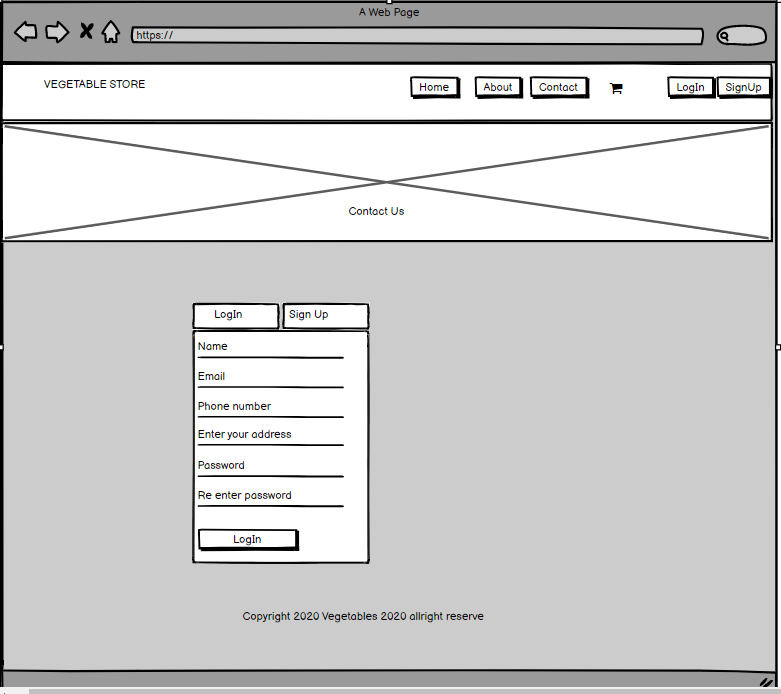 A Web Page
https://
VEGETABLE STORE
Home About Contact LogIn SignUp
Contact Us
LogIn Sign Up
Name
Email
Phone number
Enter your address
Password
Re enter password
LogIn
Copyright 2020 Vegetables 2020 allright reserve